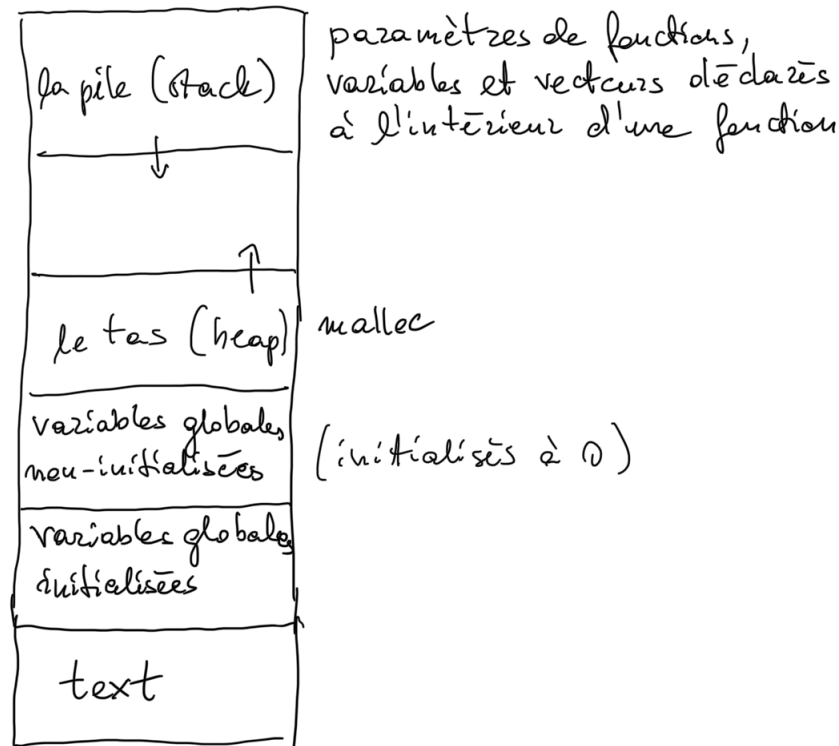 la pile (stack)
paramètres de fonctions,
variables et vecteurs déclarés
à l'intérieur d'une fonction
le tas (heap)
malloc
variables globales
non-initialisées
(initialisés à 0)
variables globales
initialisées
text